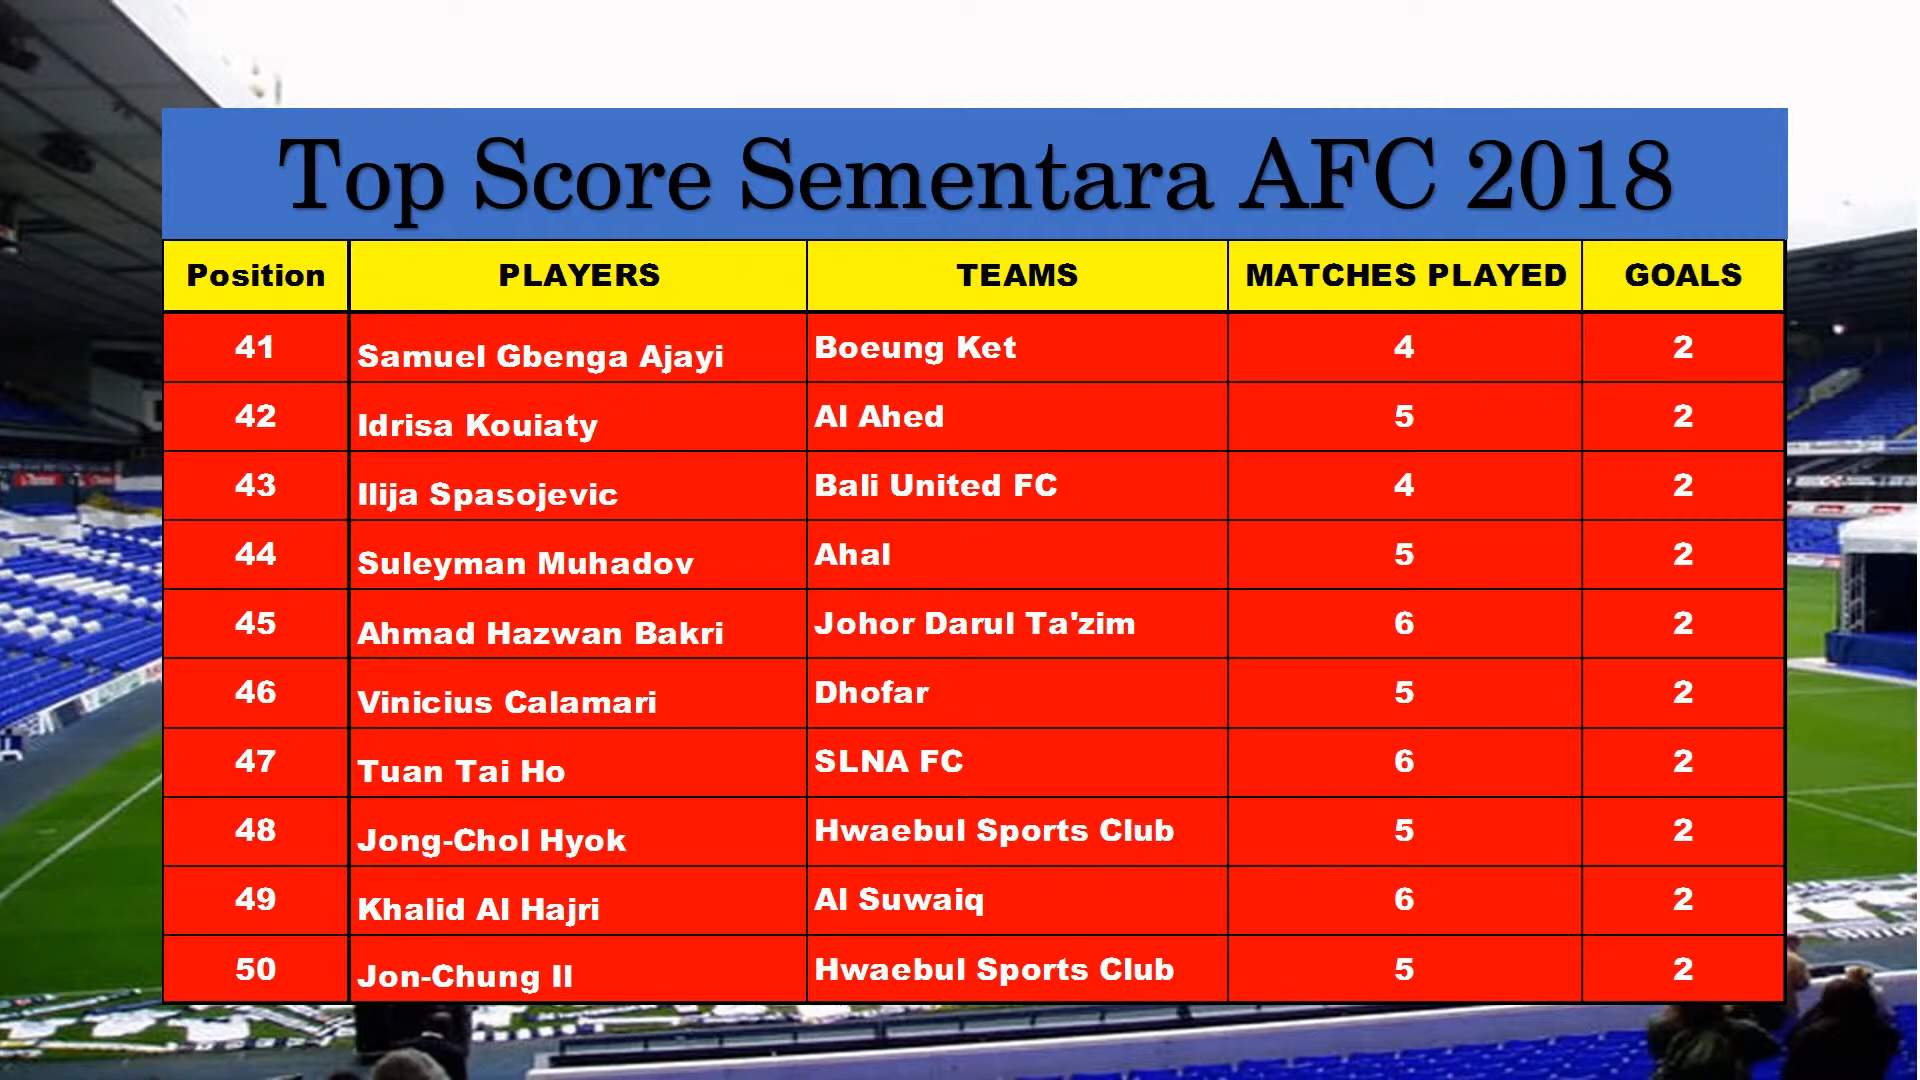 Top Score Sementara AFC 2018
Position PLAYERS TEAMS MATCHES PLAYED GOALS
41 Samuel Gbenga Ajayi Boeung Ket 4 2
42 Idrisa Kouiaty Al Ahed 5 2
43 Ilija Spasojevic Bali United FC 4 2
44 Suleyman Muhadov Ahal 5 2
45 Ahmad Hazwan Bakri Johor Darul Ta'zim 6 2
46 Vinicius Calamari Dhofar 5 2
47 Tuan Tai Ho SLNA FC 6 2
48 Jong-Chol Hyok Hwaebul Sports Club 5 2
49 Khalid Al Hajri Al Suwaiq 6 2
50 Jon-Chung Il Hwaebul Sports Club 5 2